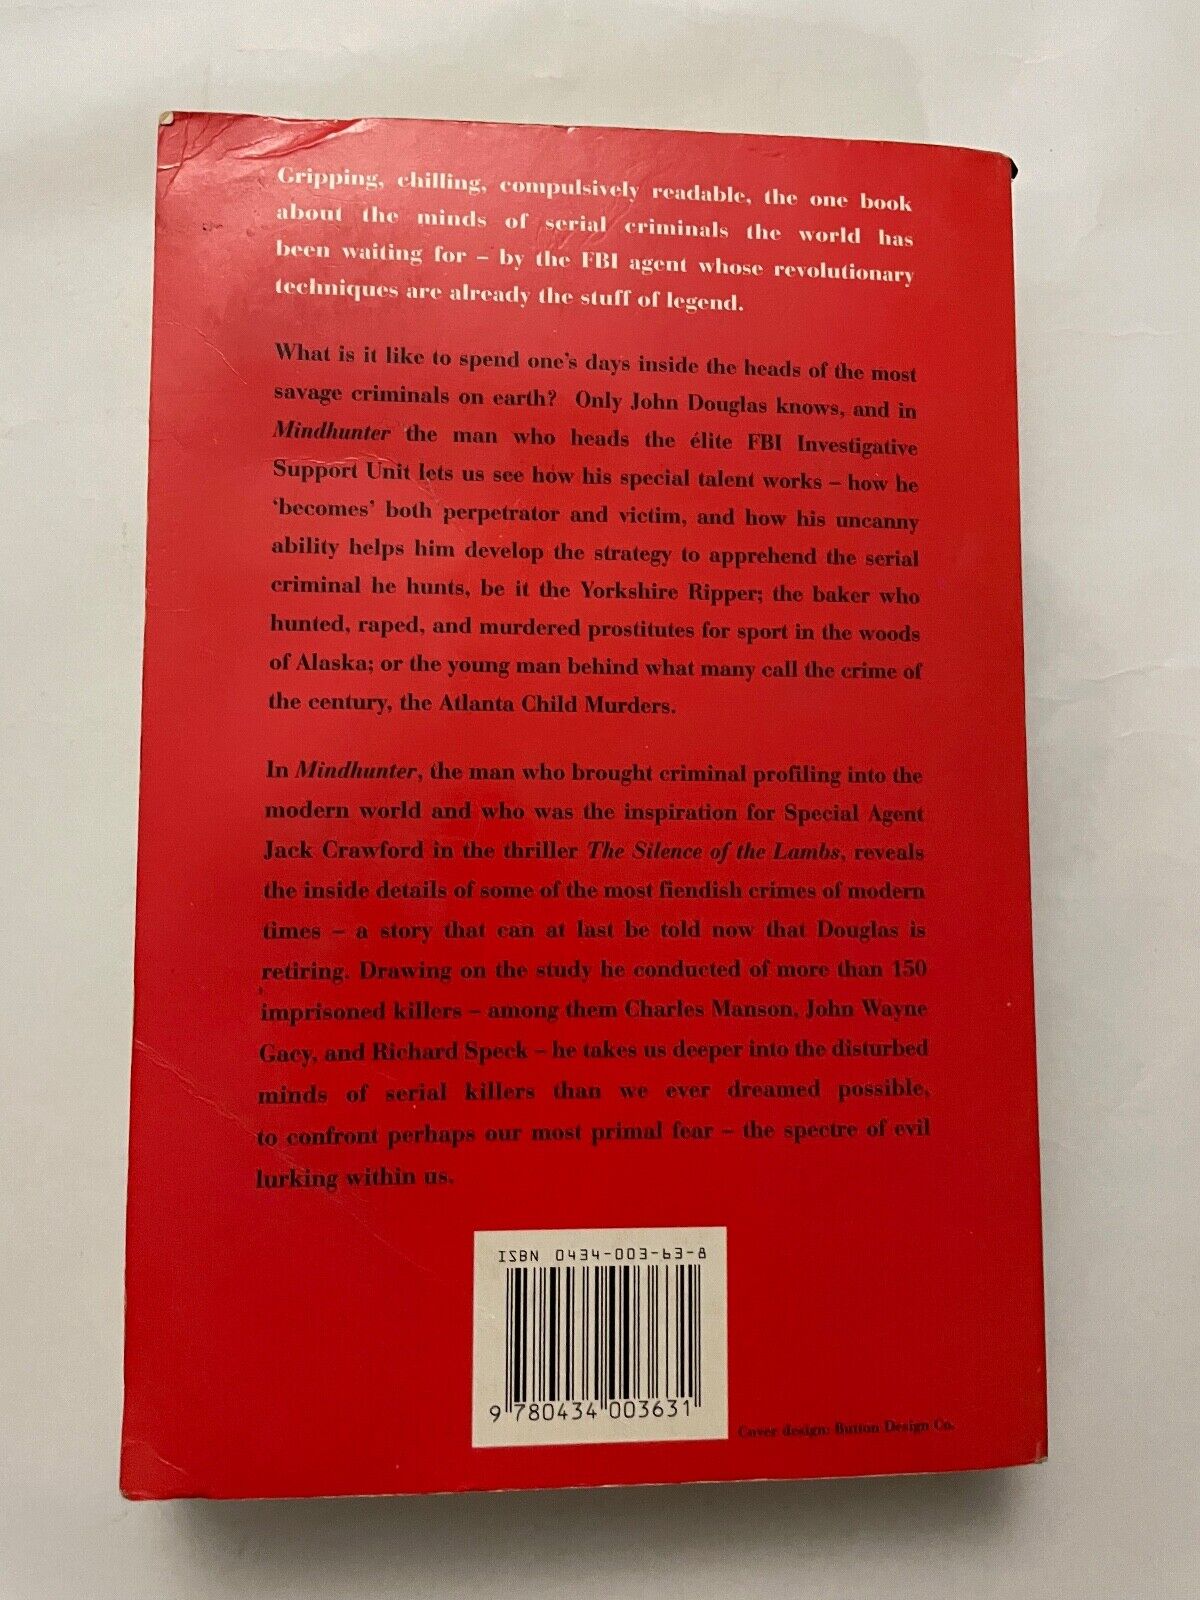 Gripping, chilling, compulsively readable, the one book
about the minds of serial criminals the world has
been waiting for – by the FBI agent whose revolutionary
techniques are already the stuff of legend.
What is it like to spend one's days inside the heads of the most
savage criminals on earth? Only John Douglas knows, and in
Mindhunter the man who heads the élite FBI Investigative
Support Unit lets us see how his special talent works – how he
‘becomes’ both perpetrator and victim, and how his uncanny
ability helps him develop the strategy to apprehend the serial
criminal he hunts, be it the Yorkshire Ripper; the baker who
hunted, raped, and murdered prostitutes for sport in the woods
of Alaska; or the young man behind what many call the crime of
the century, the Atlanta Child Murders.
In Mindhunter, the man who brought criminal profiling into the
modern world and who was the inspiration for Special Agent
Jack Crawford in the thriller The Silence of the Lambs, reveals
the inside details of some of the most fiendish crimes of modern
times – a story that can at last be told now that Douglas is
retiring. Drawing on the study he conducted of more than 150
imprisoned killers – among them Charles Manson, John Wayne
Gacy, and Richard Speck – he takes us deeper into the disturbed
minds of serial killers than we ever dreamed possible,
to confront perhaps our most primal fear – the spectre of evil
lurking within us.
ISBN 0434-003-63-8
9 780434 003631
Cover design: Button Design Co.